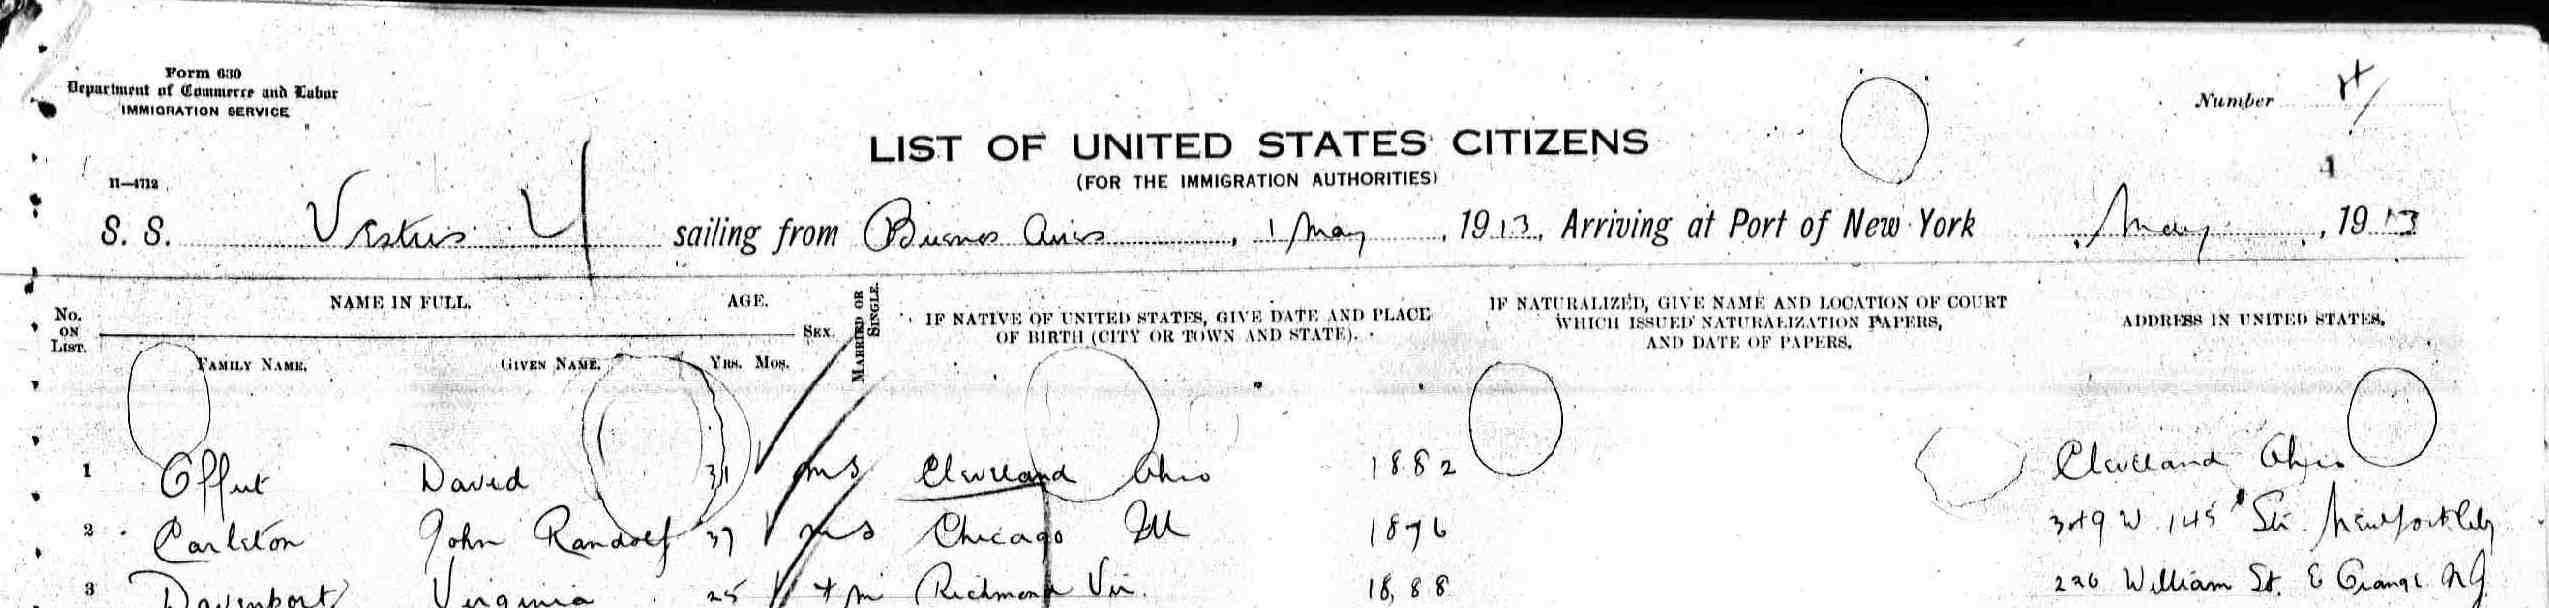 Form 630
Department of Commerce and Labor
IMMIGRATION SERVICE
Number
LIST OF UNITED STATES CITIZENS
(FOR THE IMMIGRATION AUTHORITIES)
11—4712
S. S. Vestris sailing from Buenos Aires, 1 May, 1913, Arriving at Port of New York, May, 1913
No. ON LIST.
NAME IN FULL.
FAMILY NAME.
GIVEN NAME.
AGE.
YRS. MOS.
SEX.
MARRIED OR SINGLE.
IF NATIVE OF UNITED STATES, GIVE DATE AND PLACE
OF BIRTH (CITY OR TOWN AND STATE).
IF NATURALIZED, GIVE NAME AND LOCATION OF COURT
WHICH ISSUED NATURALIZATION PAPERS,
AND DATE OF PAPERS.
ADDRESS IN UNITED STATES.
1 Offut David 31 m s Cleveland Ohio 1882 Cleveland Ohio
2 Carleton John Randolf 37 m s Chicago Ill 1876 W 145 St. New York City
3 Davenport Virginia 25 m Richmond Vir. 1888 226 William St. E Orange NJ